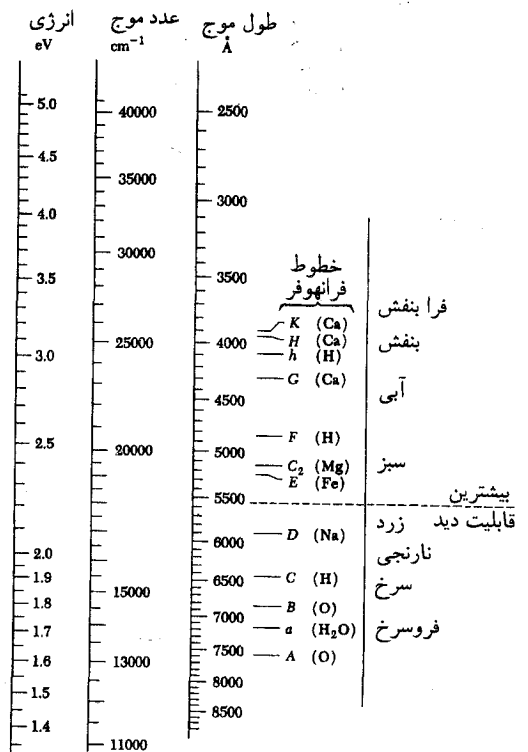 انرژی
eV
5.0
4.5
4.0
3.5
3.0
2.5
2.0
1.9
1.8
1.7
1.6
1.5
1.4
عدد موج
cm⁻¹
40000
35000
30000
25000
20000
15000
13000
11000
طول موج
Å
2500
3000
3500
4000
4500
5000
5500
6000
6500
7000
7500
8000
8500
خطوط
فرانهوفر
K (Ca)
H (Ca)
h (H)
G (Ca)
F (H)
C₂ (Mg)
E (Fe)
D (Na)
C (H)
B (O)
a (H₂O)
A (O)
فرا بنفش
بنفش
آبی
سبز
بیشترین
قابلیت دید
زرد
نارنجی
سرخ
فروسرخ